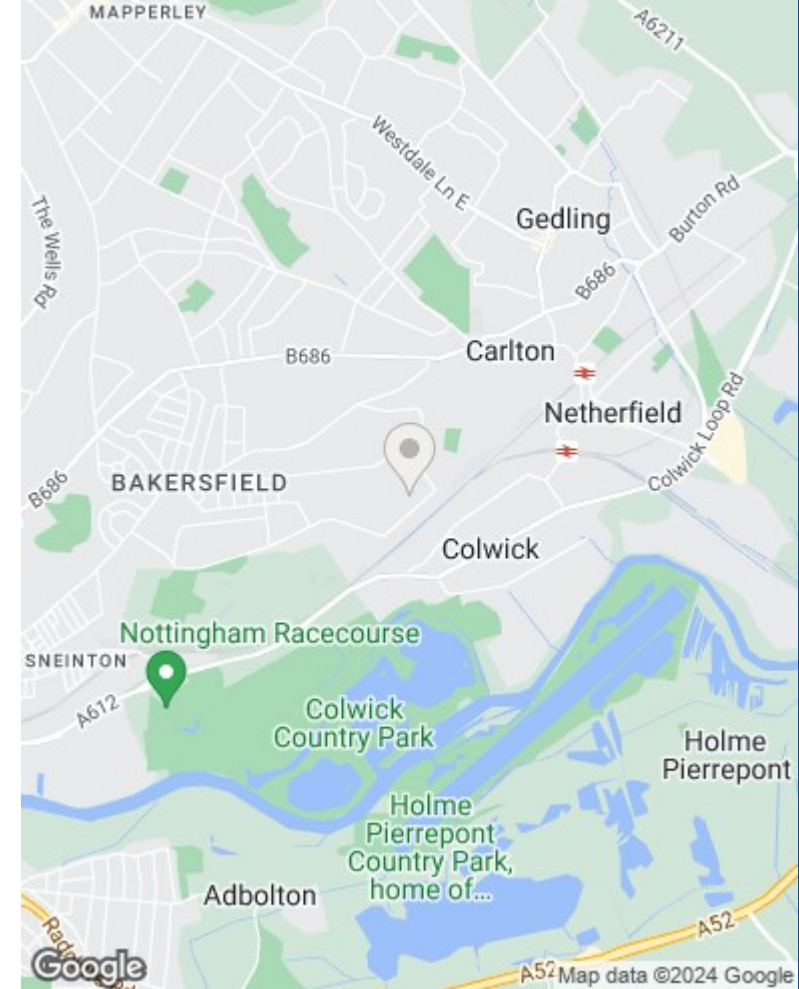 MAPPERLEY
A6211
Westdale Ln E
The Wells Rd
Gedling
Burton Rd
B686
B686
Carlton
Netherfield
Colwick Loop Rd
B686
BAKERSFIELD
Colwick
Nottingham Racecourse
SNEINTON
A612
Colwick
Country Park
Holme
Pierrepont
Holme
Pierrepont
Country Park,
home of...
Adbolton
A52
A52
Google
Map data ©2024 Google